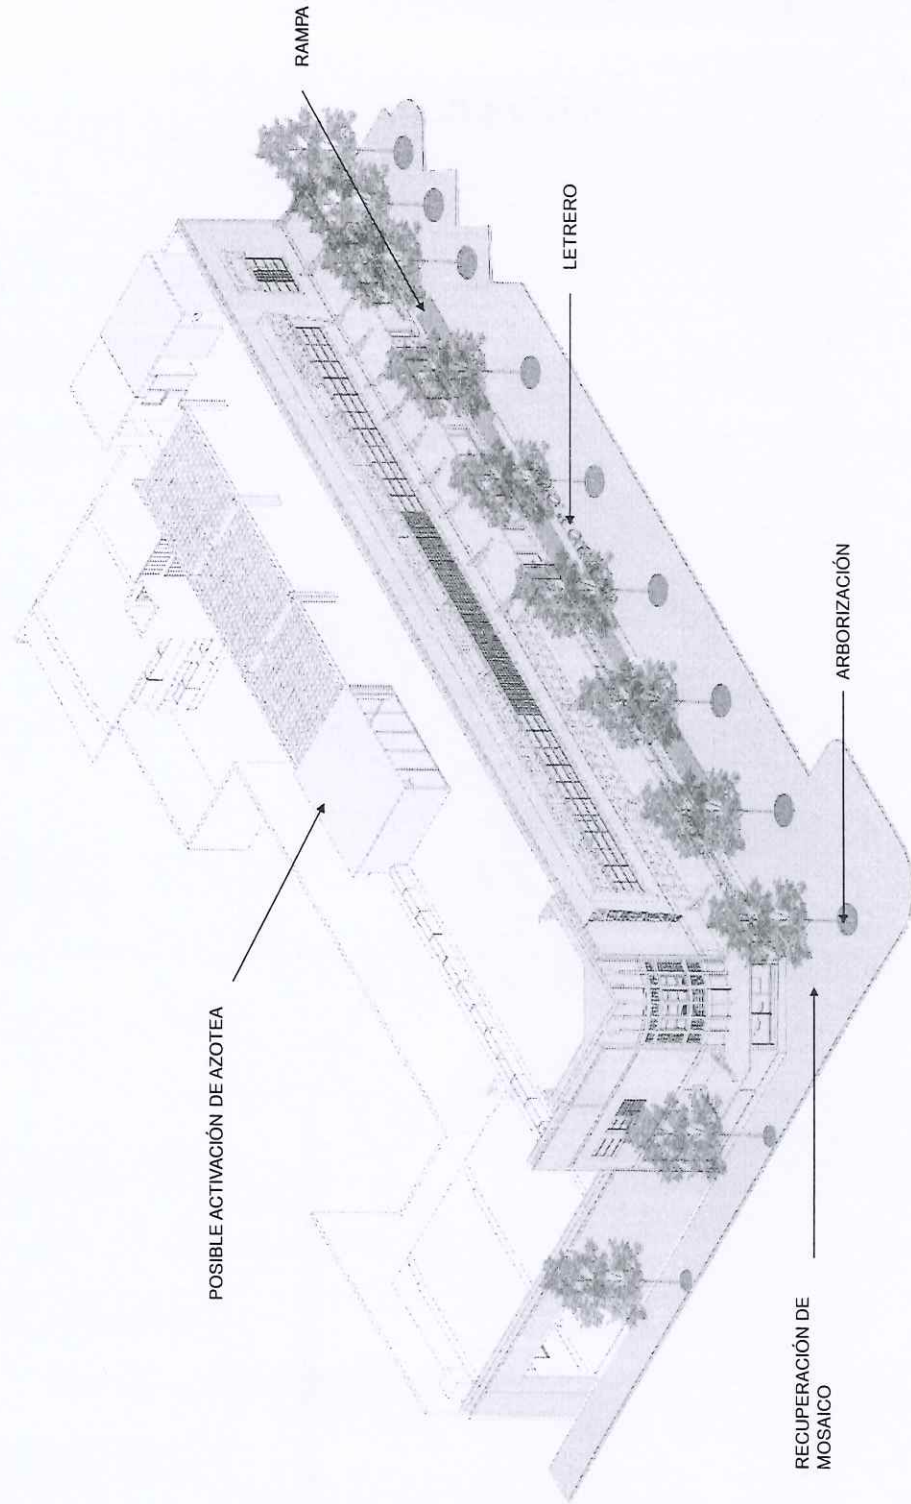 RAMPA
LETRERO
POSIBLE ACTIVACIÓN DE AZOTEA
ARBORIZACIÓN
RECUPERACIÓN DE
MOSAICO